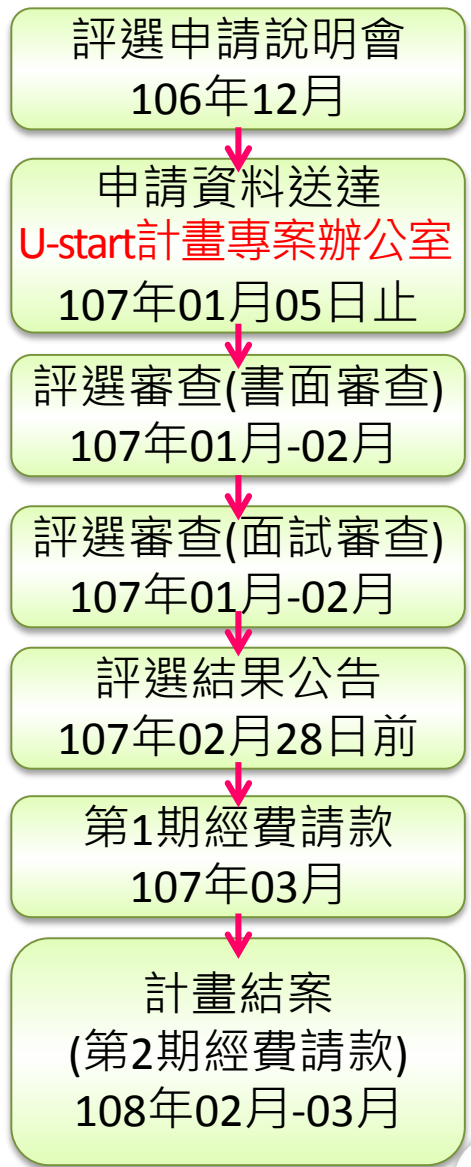 評選申請說明會
106年12月
申請資料送達
U-start計畫專案辦公室
107年01月05日止
評選審查(書面審查)
107年01月-02月
評選審查(面試審查)
107年01月-02月
評選結果公告
107年02月28日前
第1期經費請款
107年03月
計畫結案
(第2期經費請款)
108年02月-03月